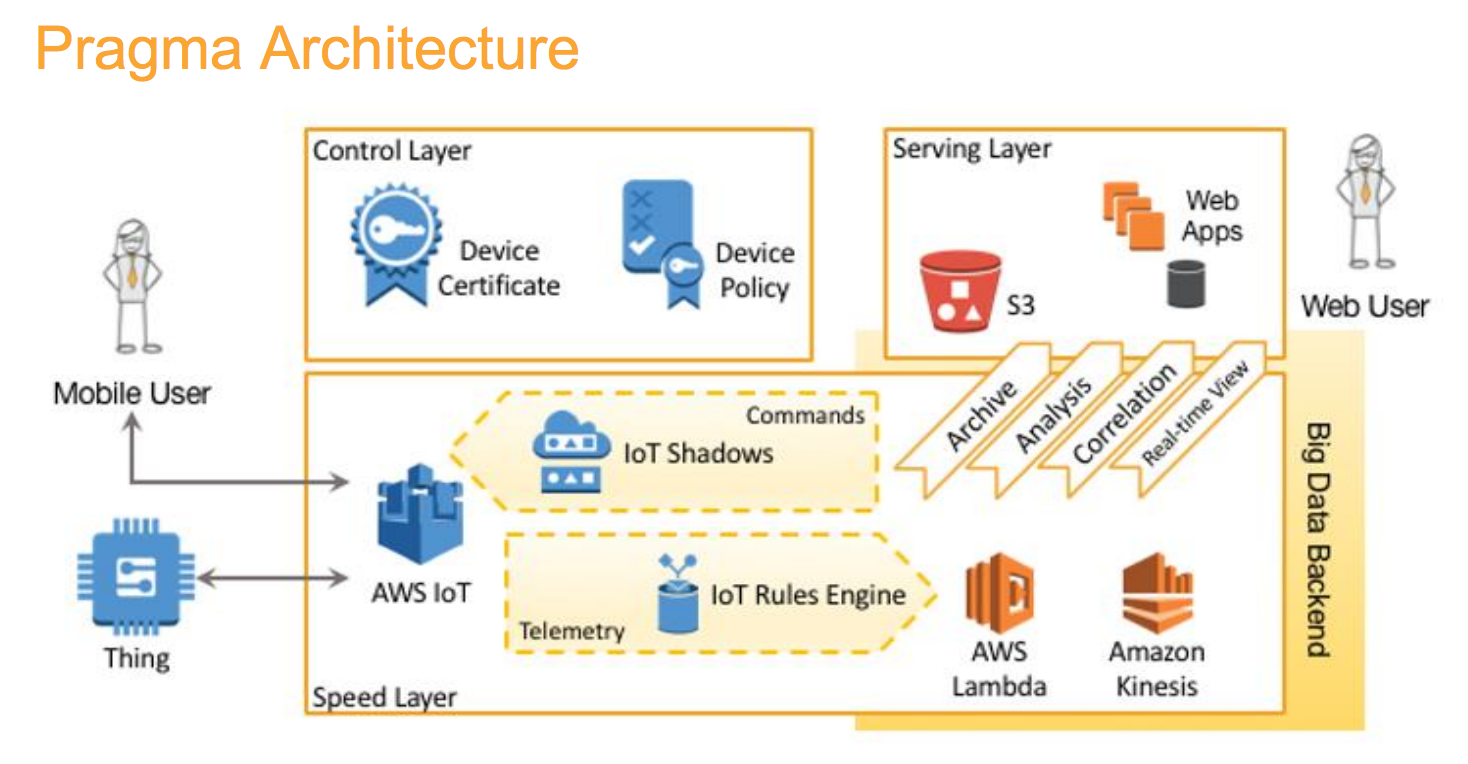 Pragma Architecture
Control Layer
Device
Certificate
Device
Policy
Serving Layer
S3
Web
Apps
Web User
Mobile User
Thing
AWS IoT
Commands
IoT Shadows
IoT Rules Engine
Telemetry
Archive
Analysis
Correlation
Real-time View
AWS
Lambda
Amazon
Kinesis
Speed Layer
Big Data Backend